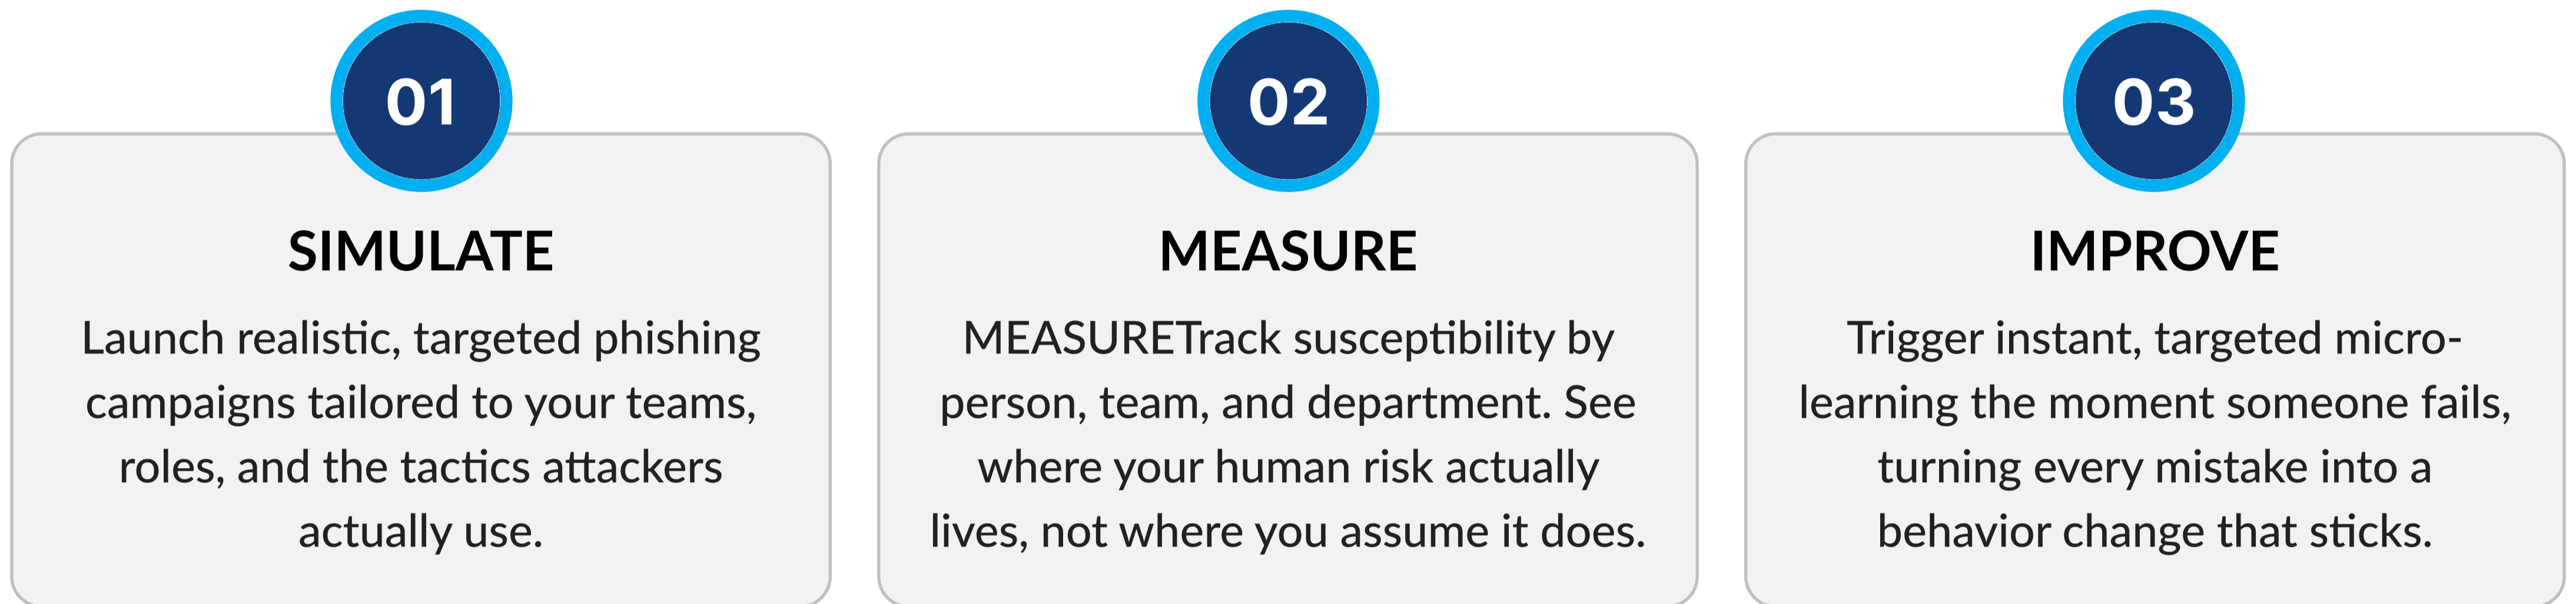 01
SIMULATE
Launch realistic, targeted phishing
campaigns tailored to your teams,
roles, and the tactics attackers
actually use.
02
MEASURE
MEASURETrack susceptibility by
person, team, and department. See
where your human risk actually
lives, not where you assume it does.
03
IMPROVE
Trigger instant, targeted micro-
learning the moment someone fails,
turning every mistake into a
behavior change that sticks.